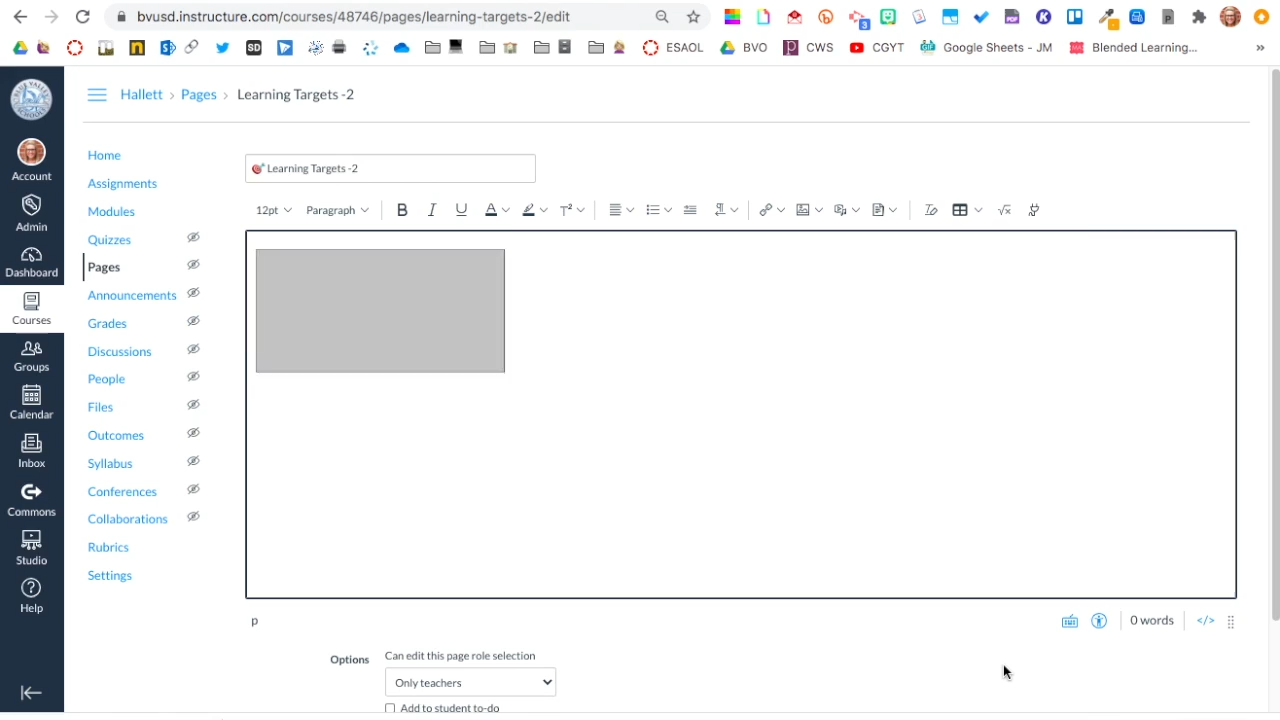 bvusd.instructure.com/courses/48746/pages/learning-targets-2/edit
3
SD
ESAOL
BVO
CWS
CGYT
Google Sheets - JM
Blended Learning...
»
Hallett › Pages › Learning Targets -2
Account
Admin
Dashboard
Courses
Groups
Calendar
Inbox
Commons
Studio
Help
Home
Assignments
Modules
Quizzes
Pages
Announcements
Grades
Discussions
People
Files
Outcomes
Syllabus
Conferences
Collaborations
Rubrics
Settings
🎯 Learning Targets -2
12pt
Paragraph
B I U A T²
√x
p
0 words
</>
Options
Can edit this page role selection
Only teachers
Add to student to-do